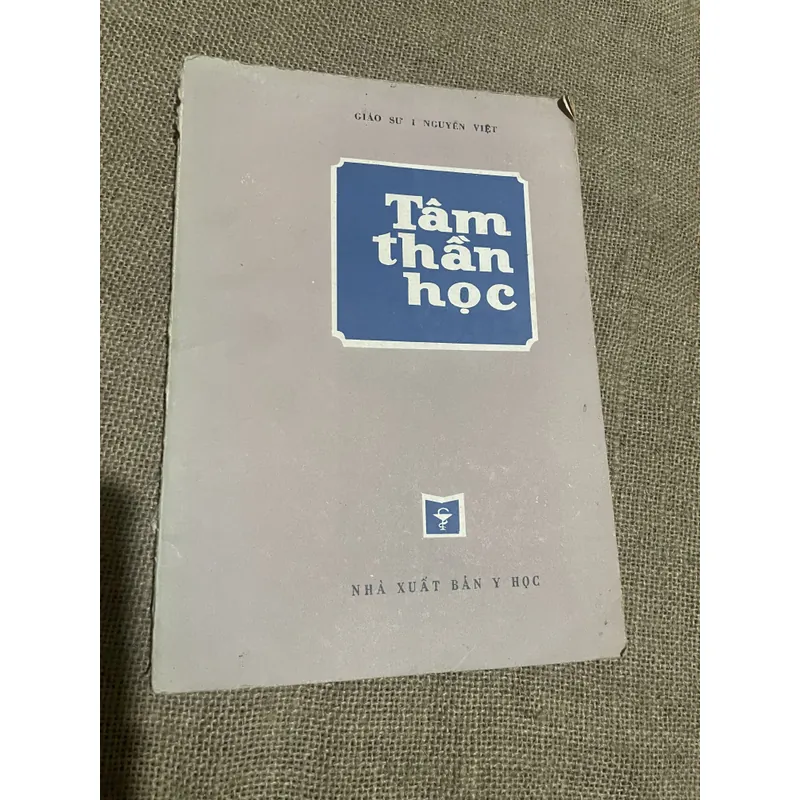 GIÁO SƯ I NGUYỄN VIỆT
Tâm
thần
học
NHÀ XUẤT BẢN Y HỌC